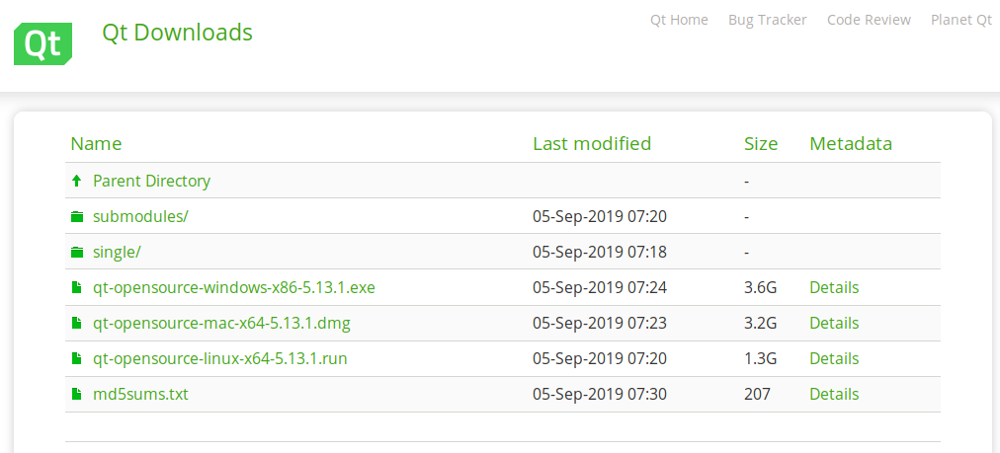 Qt Home Bug Tracker Code Review Planet Qt
Qt Qt Downloads
Name Last modified Size Metadata
Parent Directory -
submodules/ 05-Sep-2019 07:20 -
single/ 05-Sep-2019 07:18 -
qt-opensource-windows-x86-5.13.1.exe 05-Sep-2019 07:24 3.6G Details
qt-opensource-mac-x64-5.13.1.dmg 05-Sep-2019 07:23 3.2G Details
qt-opensource-linux-x64-5.13.1.run 05-Sep-2019 07:20 1.3G Details
md5sums.txt 05-Sep-2019 07:30 207 Details